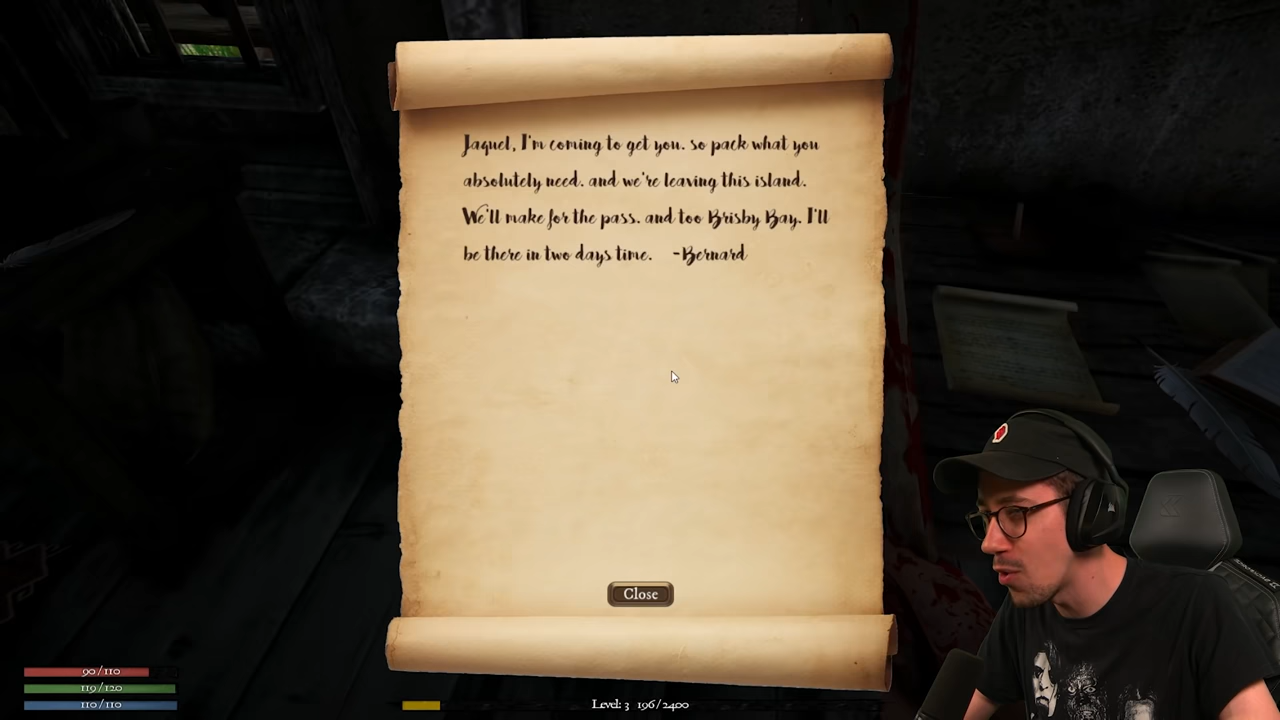 Jaquel, I'm coming to get you. so pack what you
absolutely need. and we're leaving this island.
We'll make for the pass. and too Brisby Bay. I'll
be there in two days time. -Bernard
Close
90/110
119/120
110/110
Level: 3 196/2400